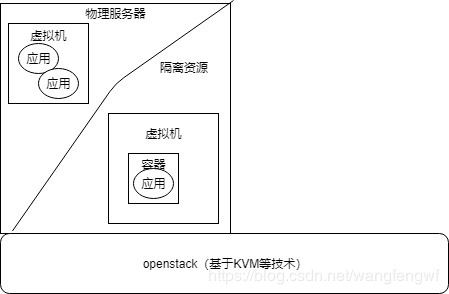 物理服务器
虚拟机
应用
应用
隔离资源
虚拟机
容器
应用
openstack（基于KVM等技术）
https://blog.csdn.net/wanglengwf